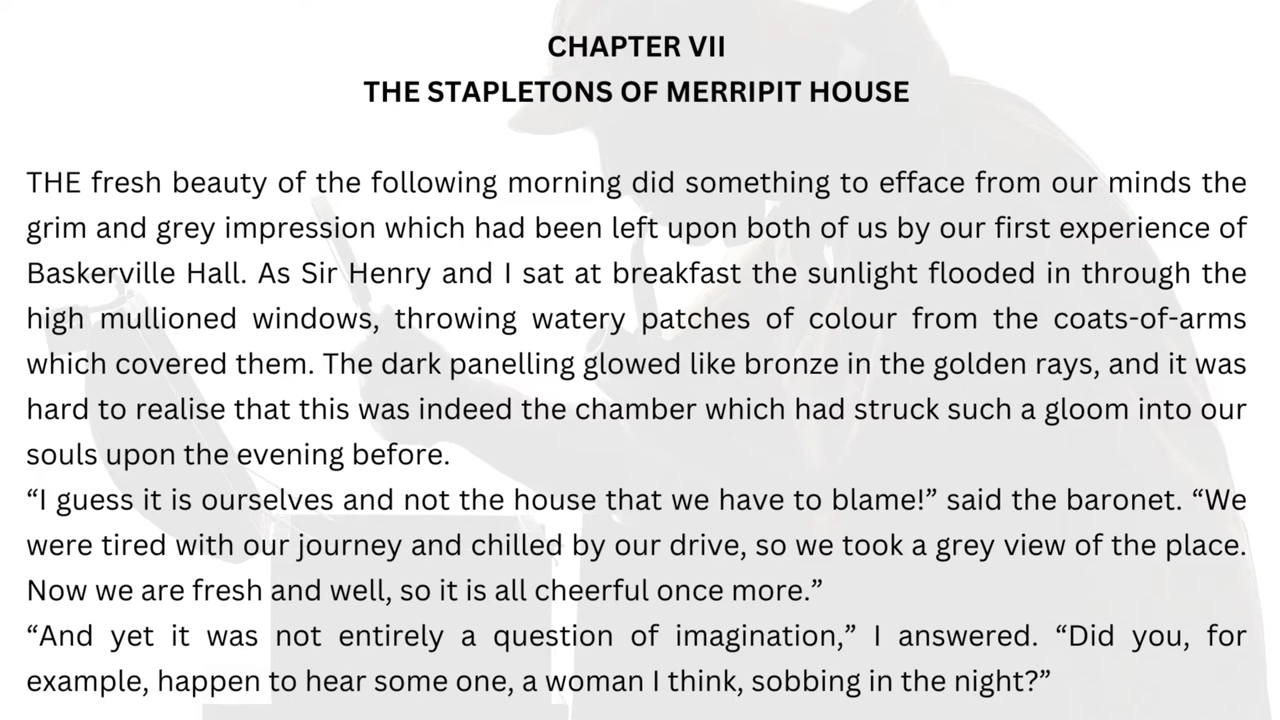 CHAPTER VII
THE STAPLETONS OF MERRIPIT HOUSE
THE fresh beauty of the following morning did something to efface from our minds the
grim and grey impression which had been left upon both of us by our first experience of
Baskerville Hall. As Sir Henry and I sat at breakfast the sunlight flooded in through the
high mullioned windows, throwing watery patches of colour from the coats-of-arms
which covered them. The dark panelling glowed like bronze in the golden rays, and it was
hard to realise that this was indeed the chamber which had struck such a gloom into our
souls upon the evening before.
“I guess it is ourselves and not the house that we have to blame!” said the baronet. “We
were tired with our journey and chilled by our drive, so we took a grey view of the place.
Now we are fresh and well, so it is all cheerful once more.”
“And yet it was not entirely a question of imagination,” I answered. “Did you, for
example, happen to hear some one, a woman I think, sobbing in the night?”